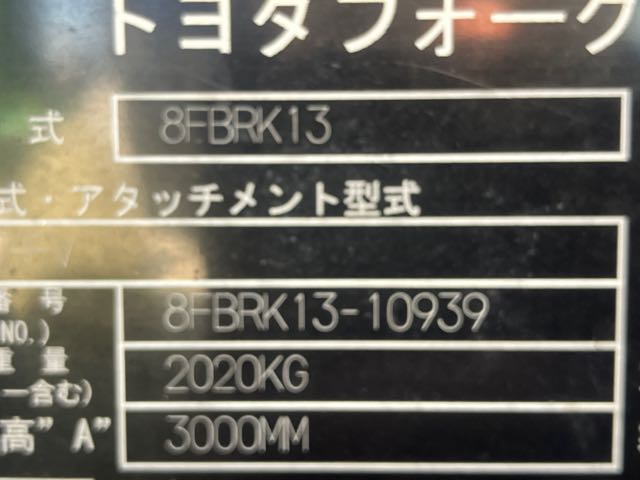 トヨタフォーク
式 8FBRK13
式・アタッチメント型式
V
番号 8FBRK13-10939
NO.)
重量 2020KG
ー含む)
高"A" 3000MM